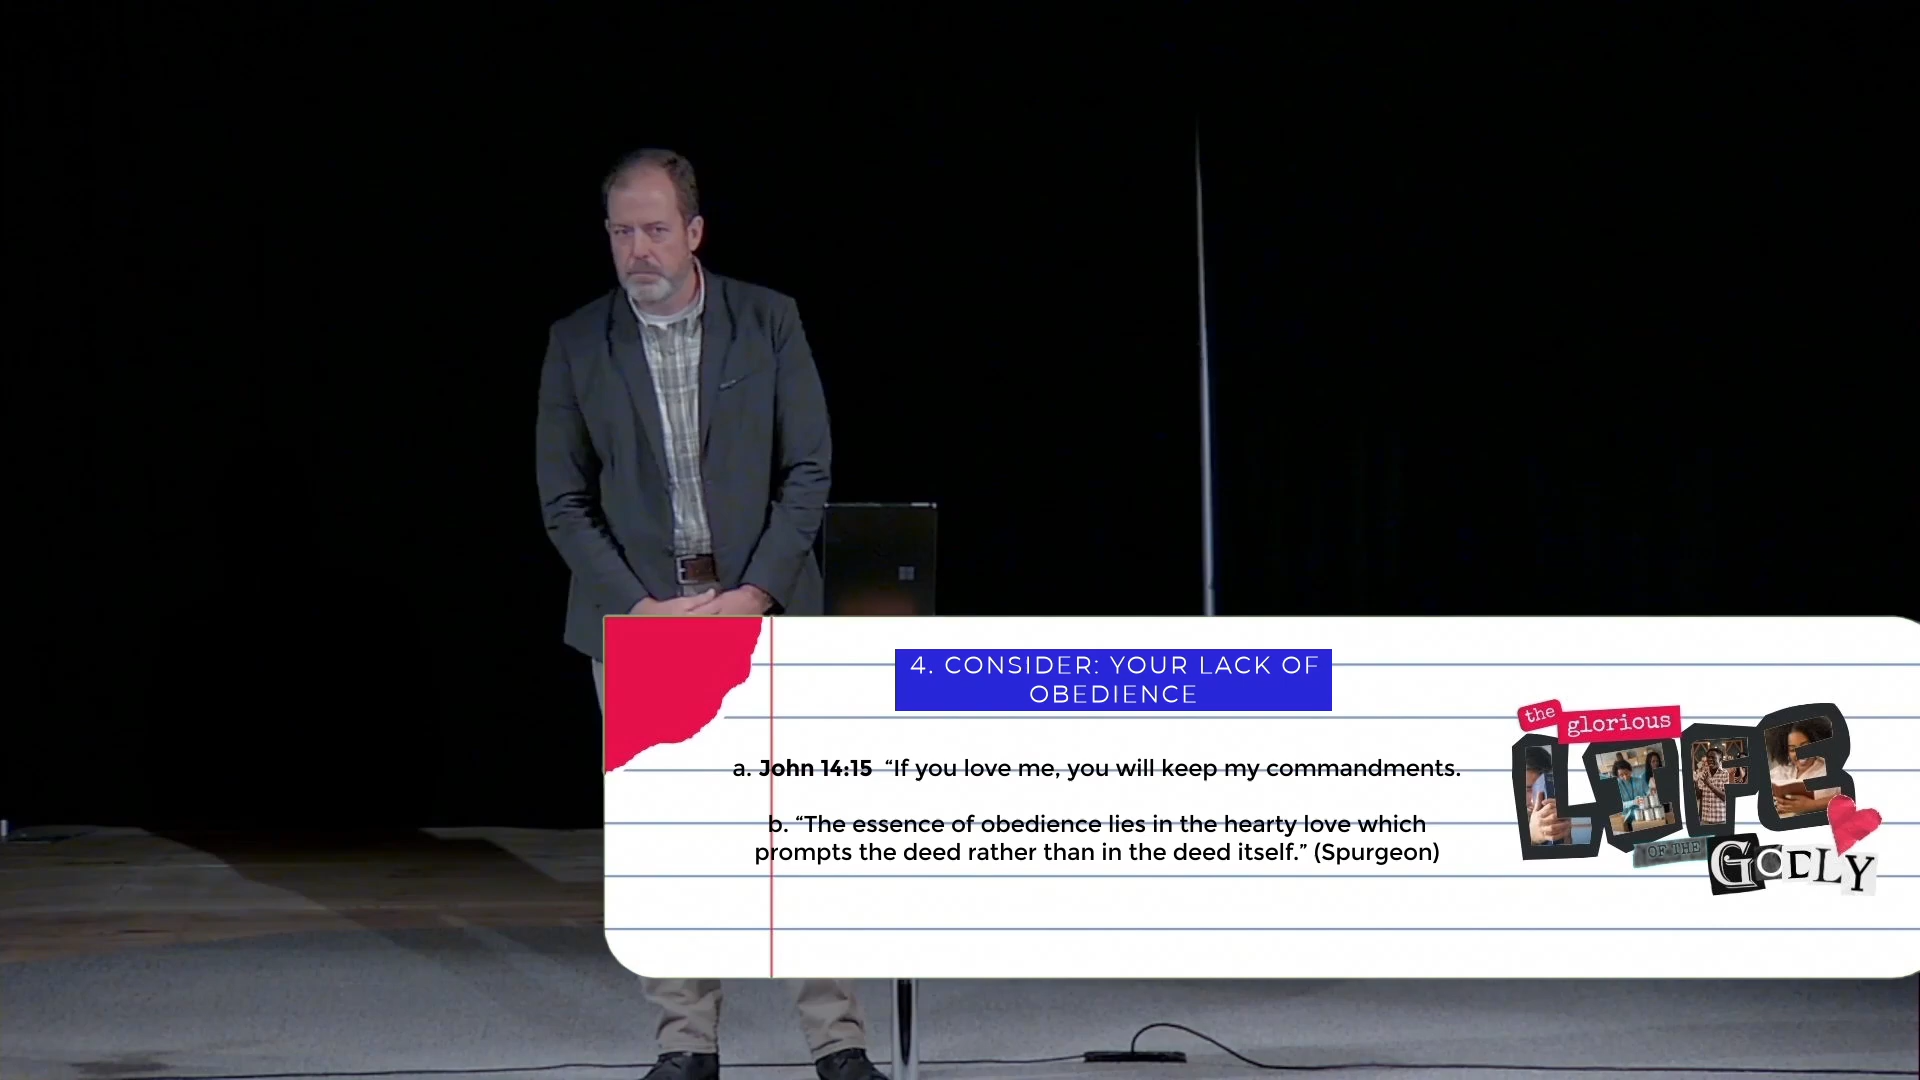 4. CONSIDER: YOUR LACK OF
OBEDIENCE
a. John 14:15 “If you love me, you will keep my commandments.
b. “The essence of obedience lies in the hearty love which
prompts the deed rather than in the deed itself.” (Spurgeon)
the
glorious
LIFE
OF THE
GODLY